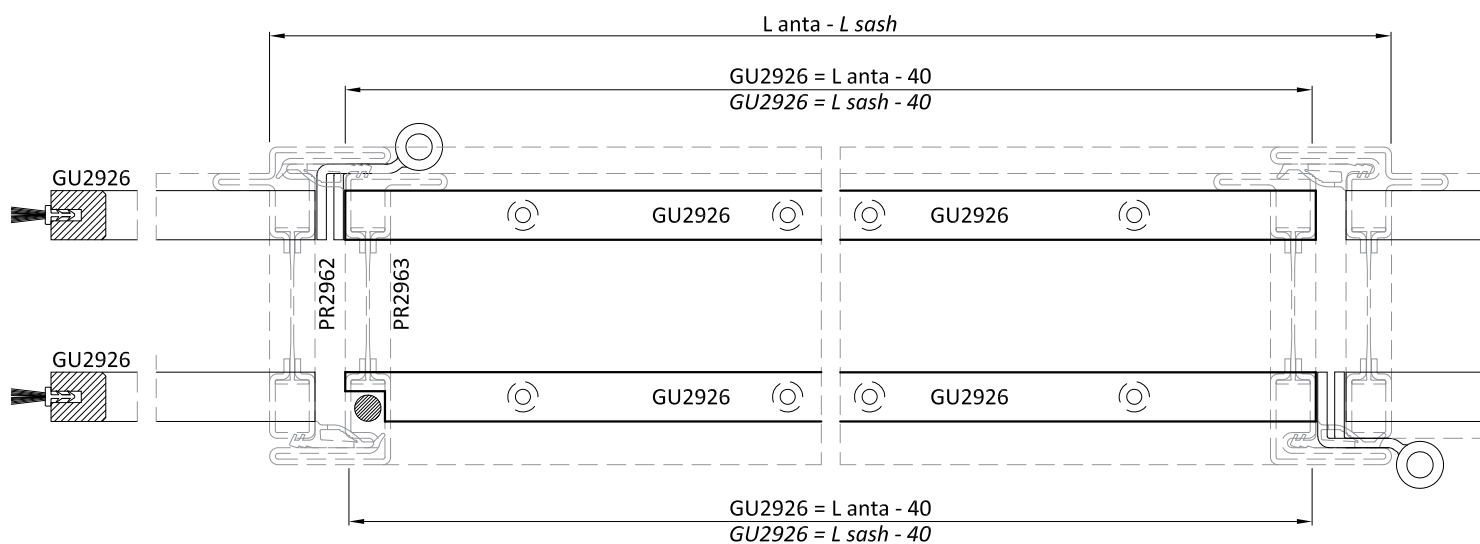 L anta - L sash
GU2926 = L anta - 40
GU2926 = L sash - 40
GU2926
GU2926
GU2926
PR2962
PR2963
GU2926
GU2926
GU2926
GU2926 = L anta - 40
GU2926 = L sash - 40